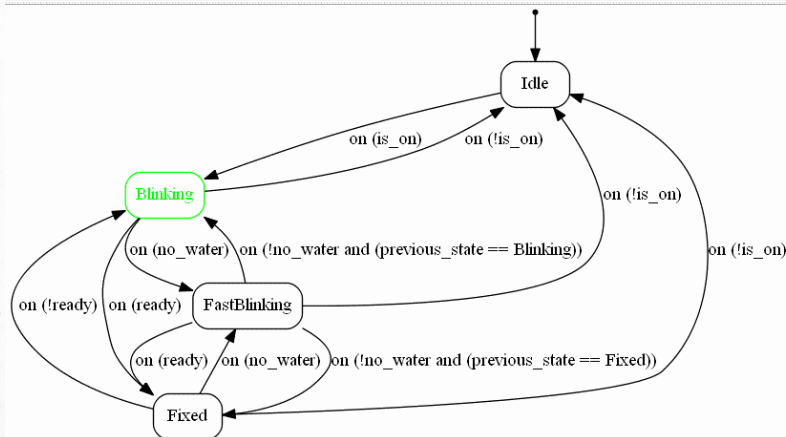 Idle
on (is_on)
on (!is_on)
Blinking
on (!is_on)
on (no_water)
on (!no_water and (previous_state == Blinking))
on (!is_on)
on (!ready)
on (ready)
FastBlinking
on (ready)
on (no_water)
on (!no_water and (previous_state == Fixed))
Fixed